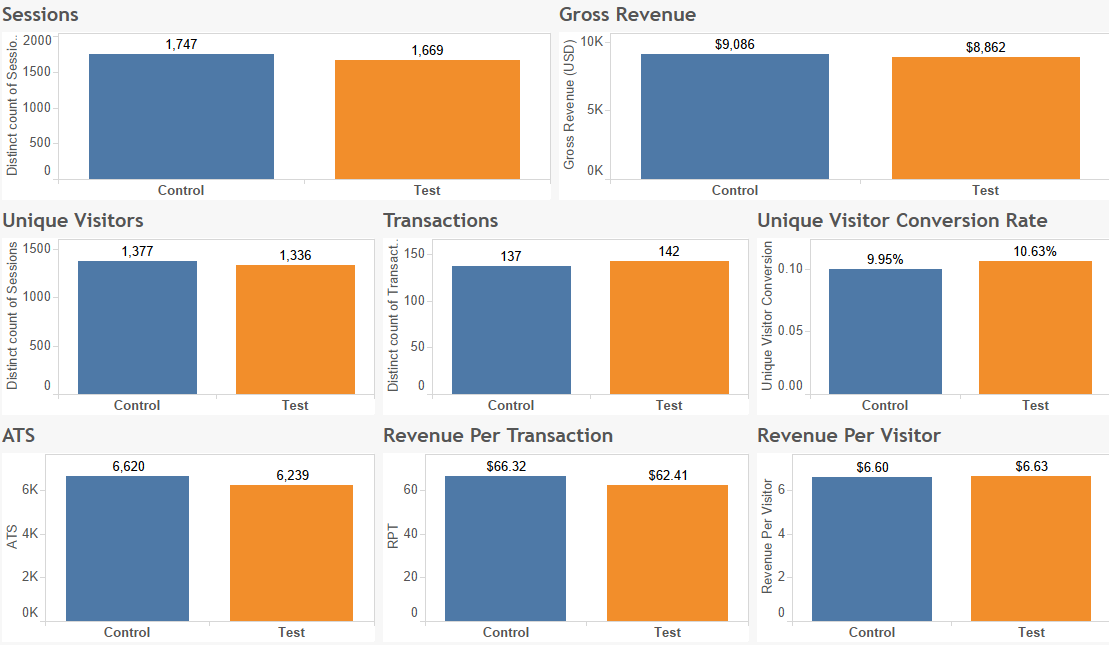 Sessions
Distinct count of Sessio..
2000
1500
1000
500
0
1,747
1,669
Control
Test
Gross Revenue
Gross Revenue (USD)
10K
5K
0K
$9,086
$8,862
Control
Test
Unique Visitors
Distinct count of Sessions
1500
1000
500
0
1,377
1,336
Control
Test
Transactions
Distinct count of Transact..
150
100
50
0
137
142
Control
Test
Unique Visitor Conversion Rate
Unique Visitor Conversion
0.10
0.05
0.00
9.95%
10.63%
Control
Test
ATS
ATS
6K
4K
2K
0K
6,620
6,239
Control
Test
Revenue Per Transaction
RPT
60
40
20
0
$66.32
$62.41
Control
Test
Revenue Per Visitor
Revenue Per Visitor
6
4
2
0
$6.60
$6.63
Control
Test